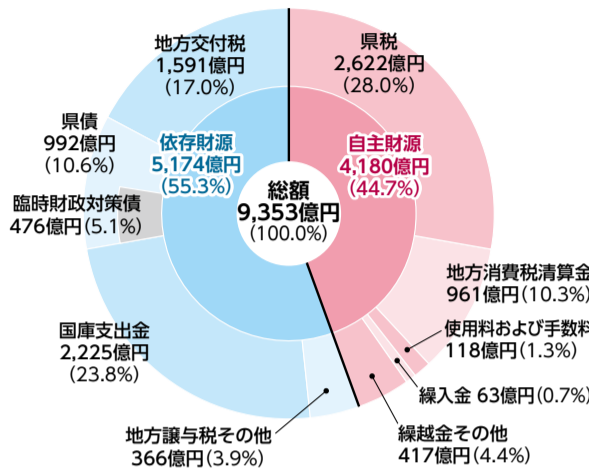 県税
2,622億円
(28.0%)
地方交付税
1,591億円
(17.0%)
県債
992億円
(10.6%)
依存財源
5,174億円
(55.3%)
自主財源
4,180億円
(44.7%)
総額
9,353億円
(100.0%)
臨時財政対策債
476億円(5.1%)
地方消費税清算金
961億円(10.3%)
使用料および手数料
118億円(1.3%)
国庫支出金
2,225億円
(23.8%)
繰入金 63億円(0.7%)
地方譲与税その他
366億円(3.9%)
繰越金その他
417億円(4.4%)